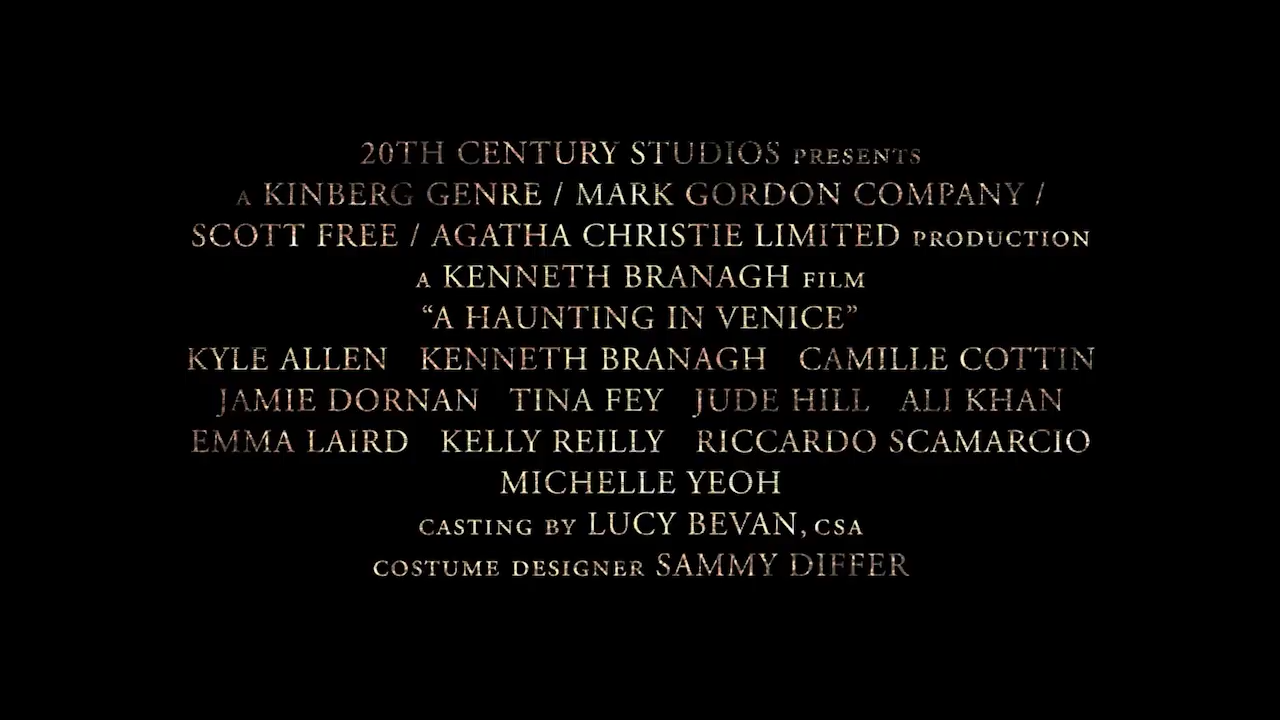 20TH CENTURY STUDIOS PRESENTS
A KINBERG GENRE / MARK GORDON COMPANY /
SCOTT FREE / AGATHA CHRISTIE LIMITED PRODUCTION
A KENNETH BRANAGH FILM
“A HAUNTING IN VENICE”
KYLE ALLEN KENNETH BRANAGH CAMILLE COTTIN
JAMIE DORNAN TINA FEY JUDE HILL ALI KHAN
EMMA LAIRD KELLY REILLY RICCARDO SCAMARCIO
MICHELLE YEOH
CASTING BY LUCY BEVAN, CSA
COSTUME DESIGNER SAMMY DIFFER